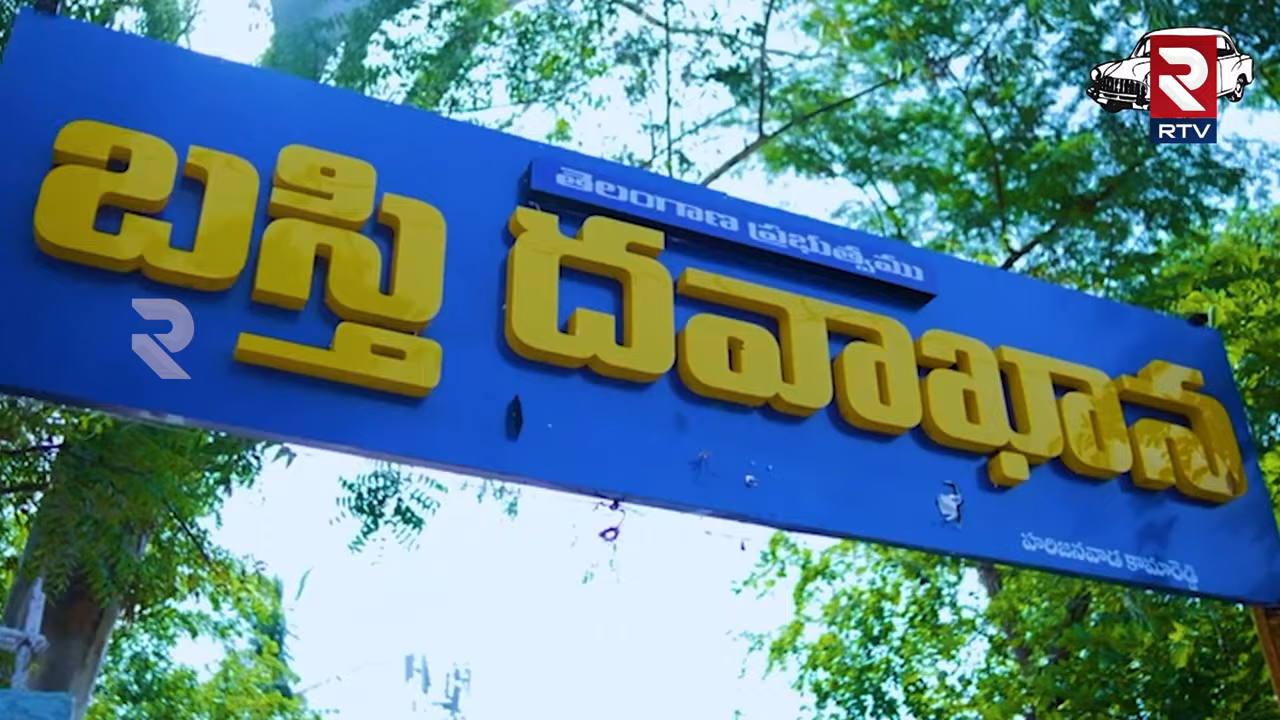 తెలంగాణ ప్రభుత్వము
బస్తి దవాఖాన
హరిజనవాడ కామారెడ్డి
R
RTV
R